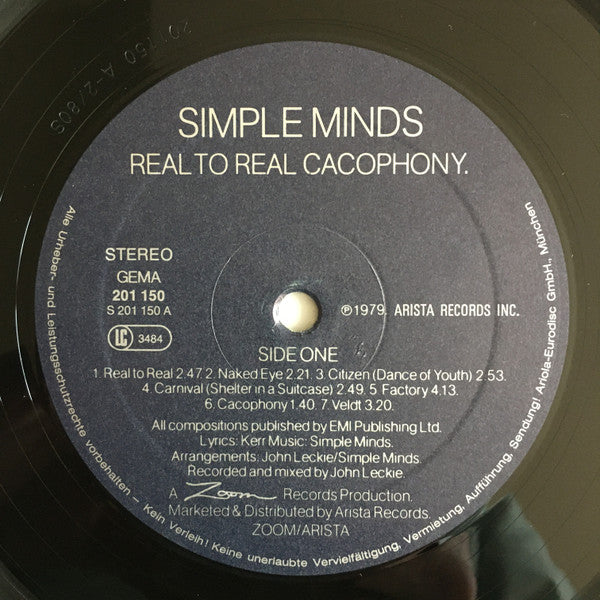 201150 A-2/80S
SIMPLE MINDS
REAL TO REAL CACOPHONY.
STEREO
GEMA
201 150
S 201 150 A
LC 3484
℗1979. ARISTA RECORDS INC.
SIDE ONE
1. Real to Real 2.47 2. Naked Eye 2.21. 3. Citizen (Dance of Youth) 2.53.
4. Carnival (Shelter in a Suitcase) 2.49. 5. Factory 4.13.
6. Cacophony 1.40. 7. Veldt 3.20.
All compositions published by EMI Publishing Ltd.
Lyrics: Kerr Music: Simple Minds.
Arrangements: John Leckie/Simple Minds.
Recorded and mixed by John Leckie.
A Zoom Records Production.
Marketed & Distributed by Arista Records.
ZOOM/ARISTA
Alle Urheber- und Leistungsschutzrechte vorbehalten – Kein Verleih! Keine unerlaubte Vervielfältigung, Vermietung, Aufführung, Sendung! Ariola-Eurodisc GmbH., München